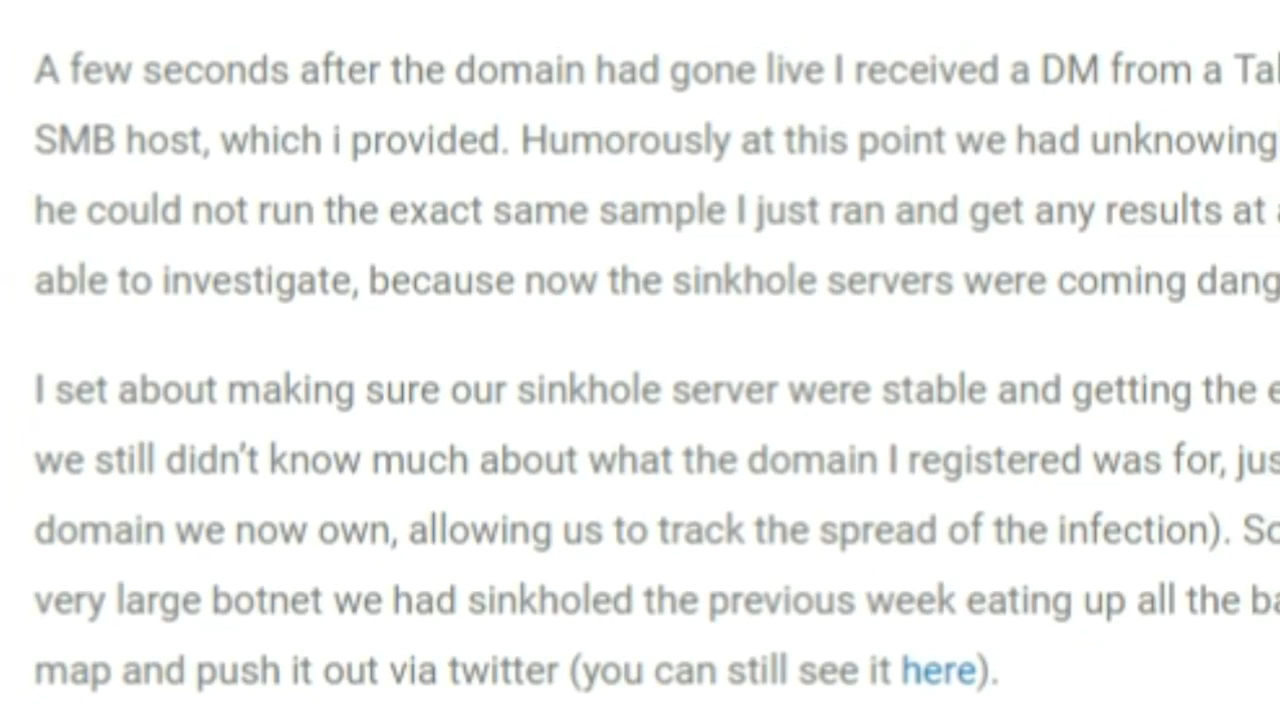 A few seconds after the domain had gone live I received a DM from a Tal
SMB host, which i provided. Humorously at this point we had unknowing
he could not run the exact same sample I just ran and get any results at
able to investigate, because now the sinkhole servers were coming dang
I set about making sure our sinkhole server were stable and getting the e
we still didn't know much about what the domain I registered was for, jus
domain we now own, allowing us to track the spread of the infection). So
very large botnet we had sinkholed the previous week eating up all the ba
map and push it out via twitter (you can still see it here).